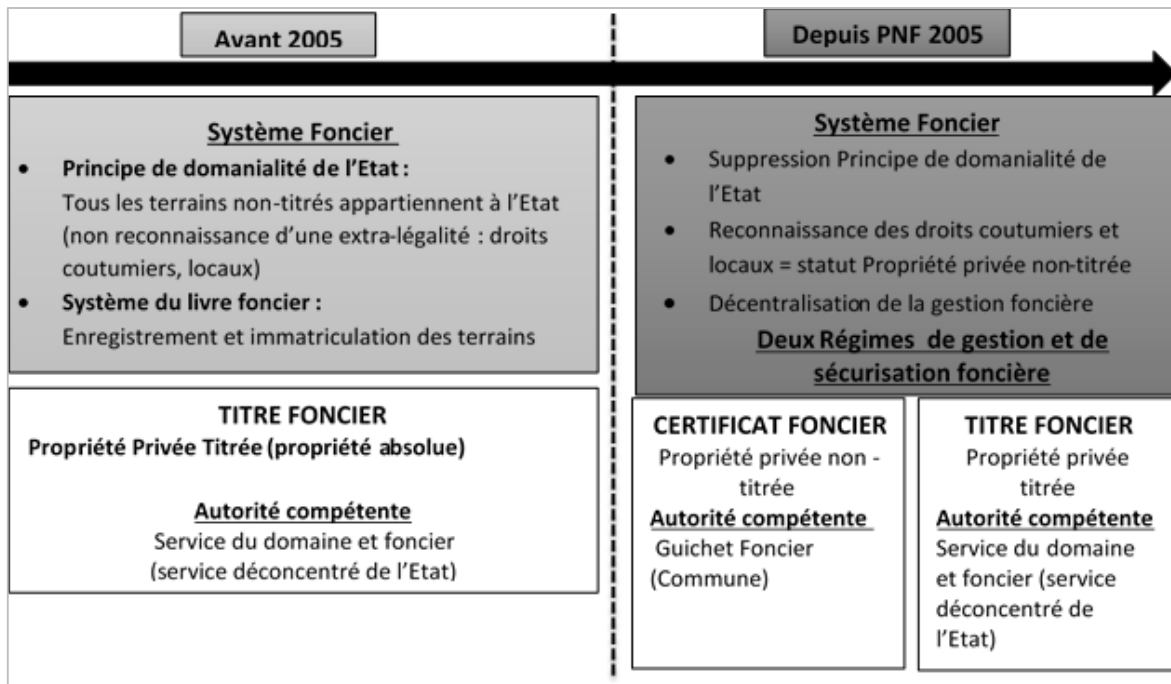 Avant 2005
Depuis PNF 2005
Système Foncier
• Principe de domanialité de l'Etat :
Tous les terrains non-titrés appartiennent à l'Etat
(non reconnaissance d'une extra-légalité : droits
coutumiers, locaux)
• Système du livre foncier :
Enregistrement et immatriculation des terrains
TITRE FONCIER
Propriété Privée Titrée (propriété absolue)
Autorité compétente
Service du domaine et foncier
(service déconcentré de l'Etat)
Système Foncier
• Suppression Principe de domanialité de
l'Etat
• Reconnaissance des droits coutumiers et
locaux = statut Propriété privée non-titrée
• Décentralisation de la gestion foncière
Deux Régimes de gestion et de
sécurisation foncière
CERTIFICAT FONCIER
Propriété privée non -
titrée
Autorité compétente
Guichet Foncier
(Commune)
TITRE FONCIER
Propriété privée
titrée
Autorité compétente
Service du domaine
et foncier (service
déconcentré de
l'Etat)